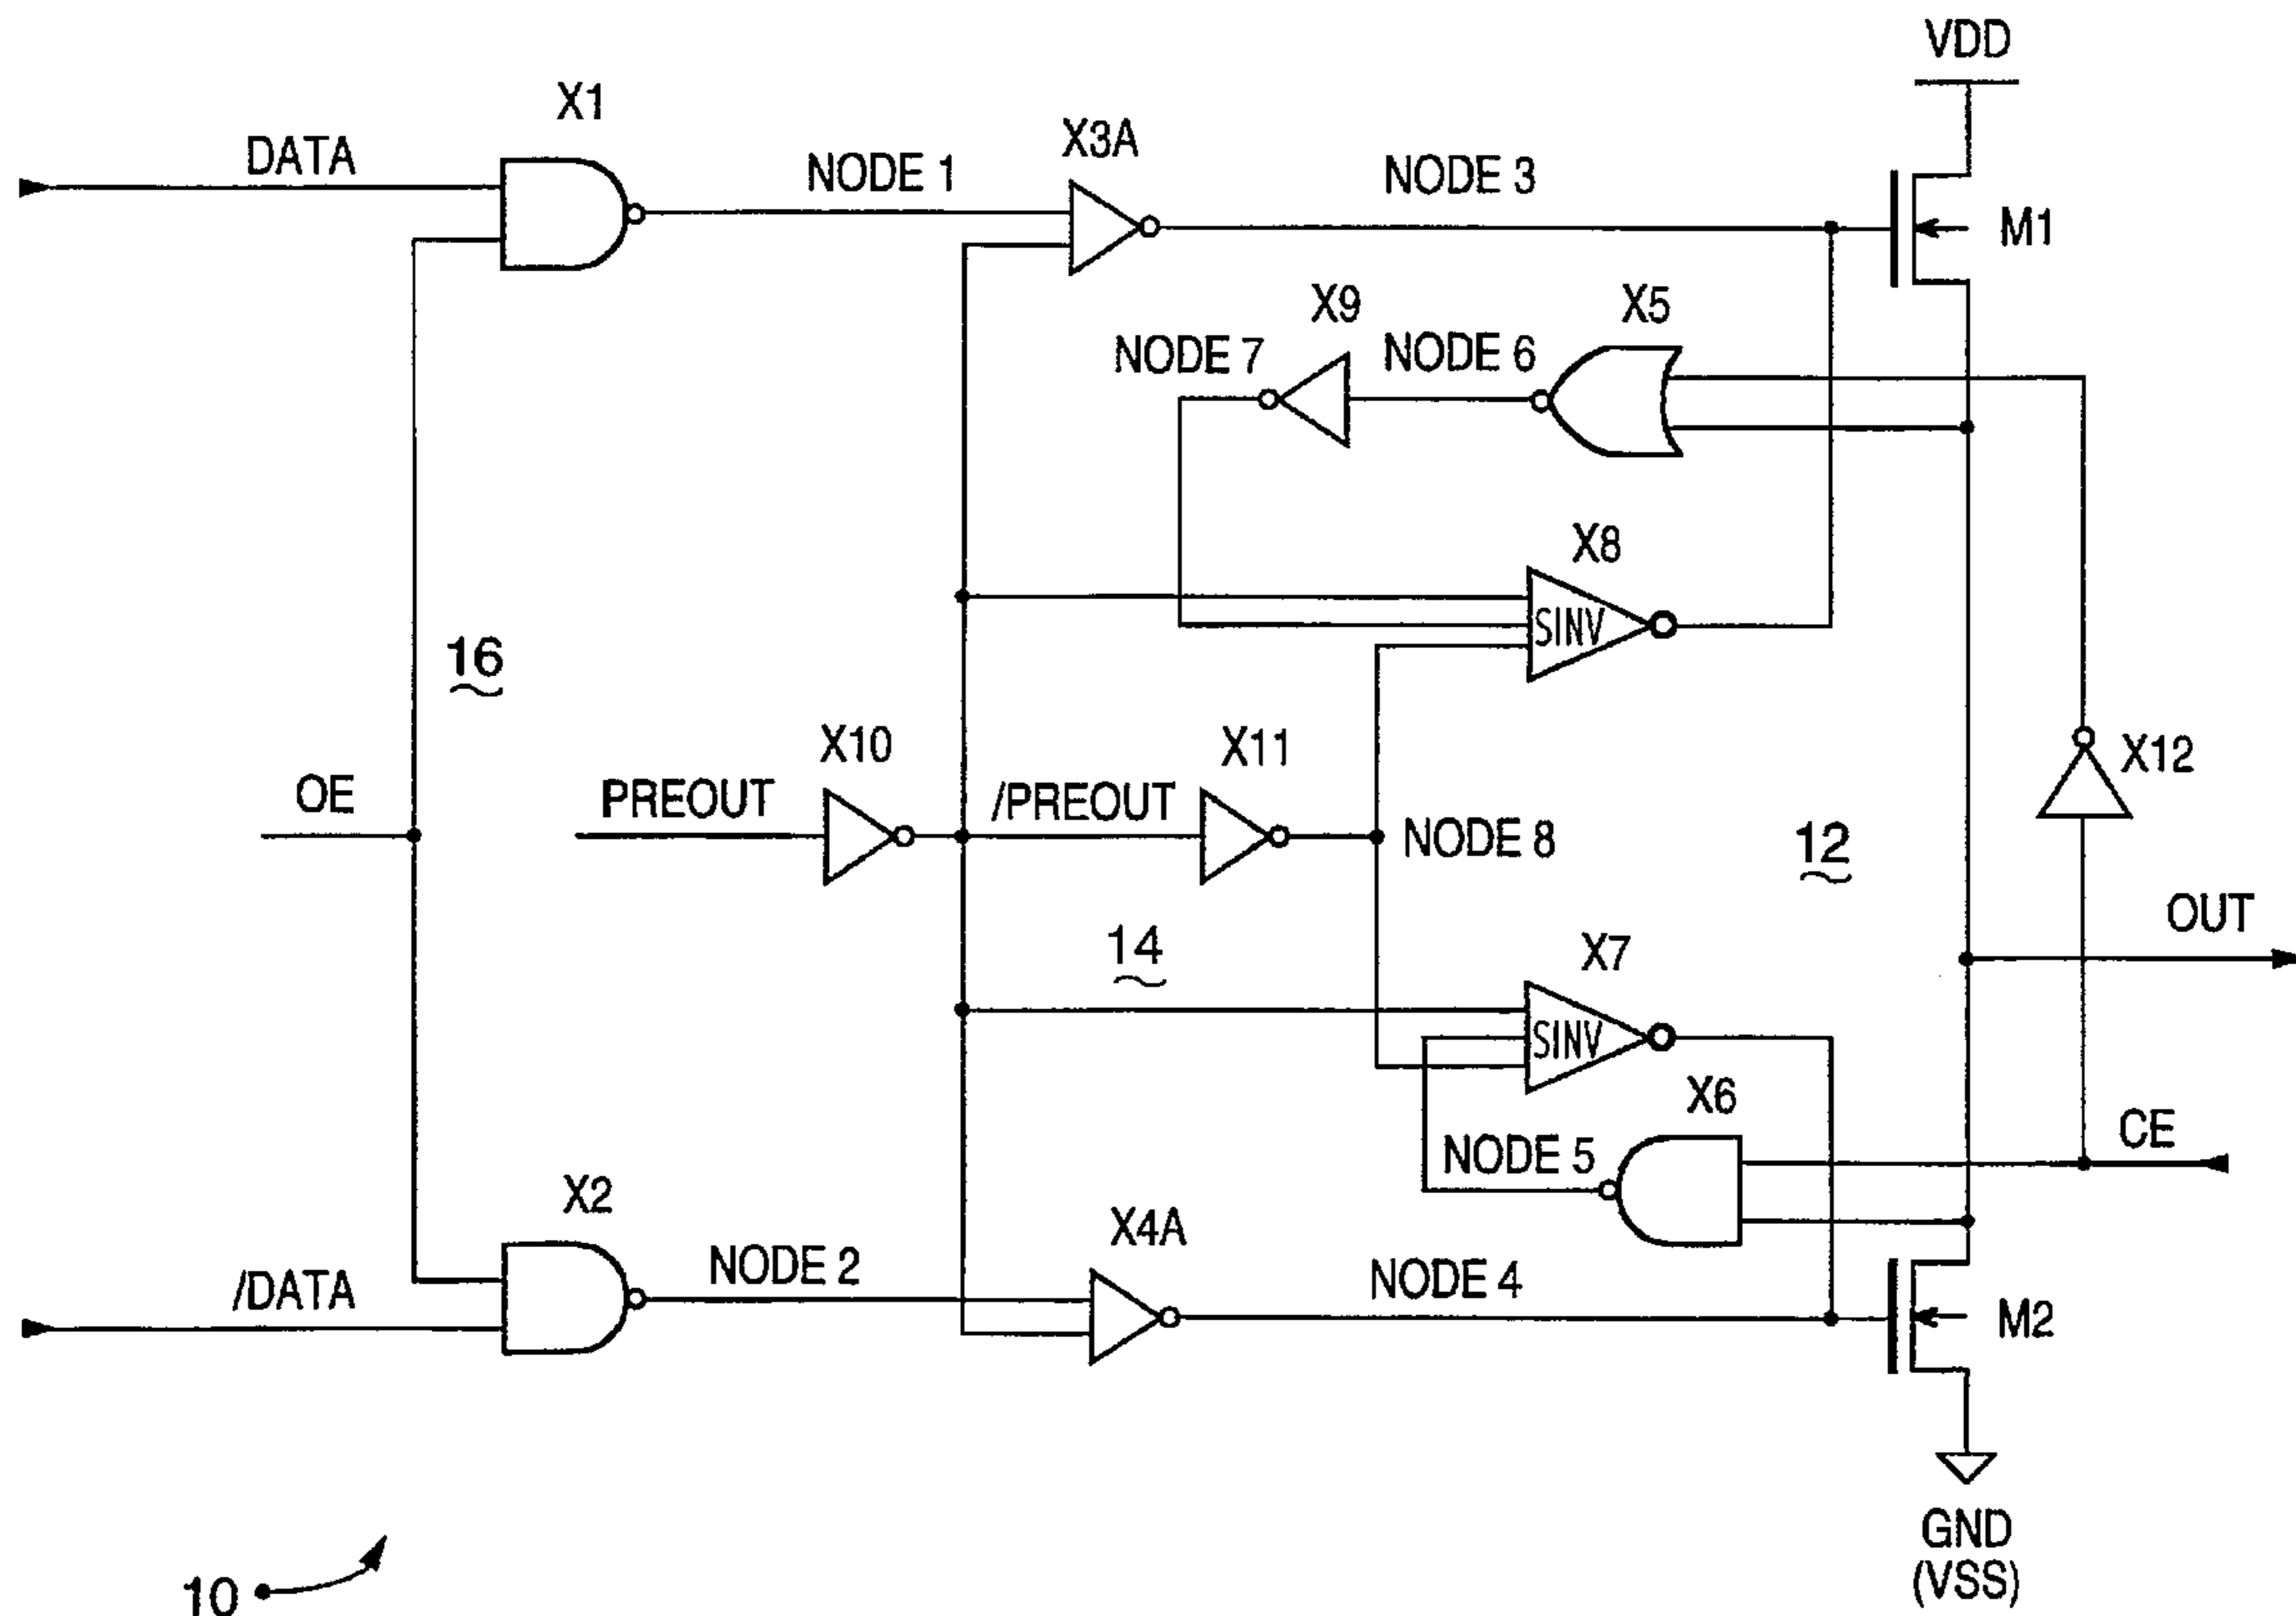 VDD
X1
DATA
NODE 1
X3A
NODE 3
M1
X9
X5
NODE 7
NODE 6
X8
SINV
16
X10
X11
X12
OE
PREOUT
/PREOUT
NODE 8
12
OUT
14
X7
SINV
X6
CE
NODE 5
X2
X4A
/DATA
NODE 2
NODE 4
M2
GND
(VSS)
10